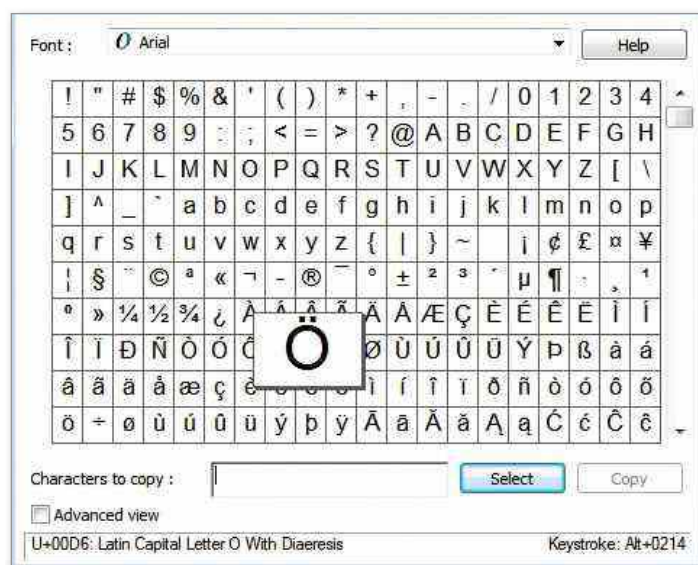 Font : O Arial Help
! " # $ % & ' ( ) * + , - . / 0 1 2 3 4
5 6 7 8 9 : ; < = > ? @ A B C D E F G H
I J K L M N O P Q R S T U V W X Y Z [ \
] ^ _ ` a b c d e f g h i j k l m n o p
q r s t u v w x y z { | } ~ ¡ ¢ £ ¤ ¥
¦ § ¨ © ª « ¬ - ® ¯ ° ± ² ³ ´ µ ¶ · ¸ ¹
º » ¼ ½ ¾ ¿ À Á Â Ã Ä Å Æ Ç È É Ê Ë Ì Í
Î Ï Ð Ñ Ò Ó Ô Ö Ø Ù Ú Û Ü Ý Þ ß à á
â ã ä å æ ç è ì í î ï ð ñ ò ó ô õ
ö ÷ ø ù ú û ü ý þ ÿ Ā ā Ă ă Ą ą Ć ć Ĉ ĉ
Characters to copy : Select Copy
Advanced view
U+00D6: Latin Capital Letter O With Diaeresis Keystroke: Alt+0214